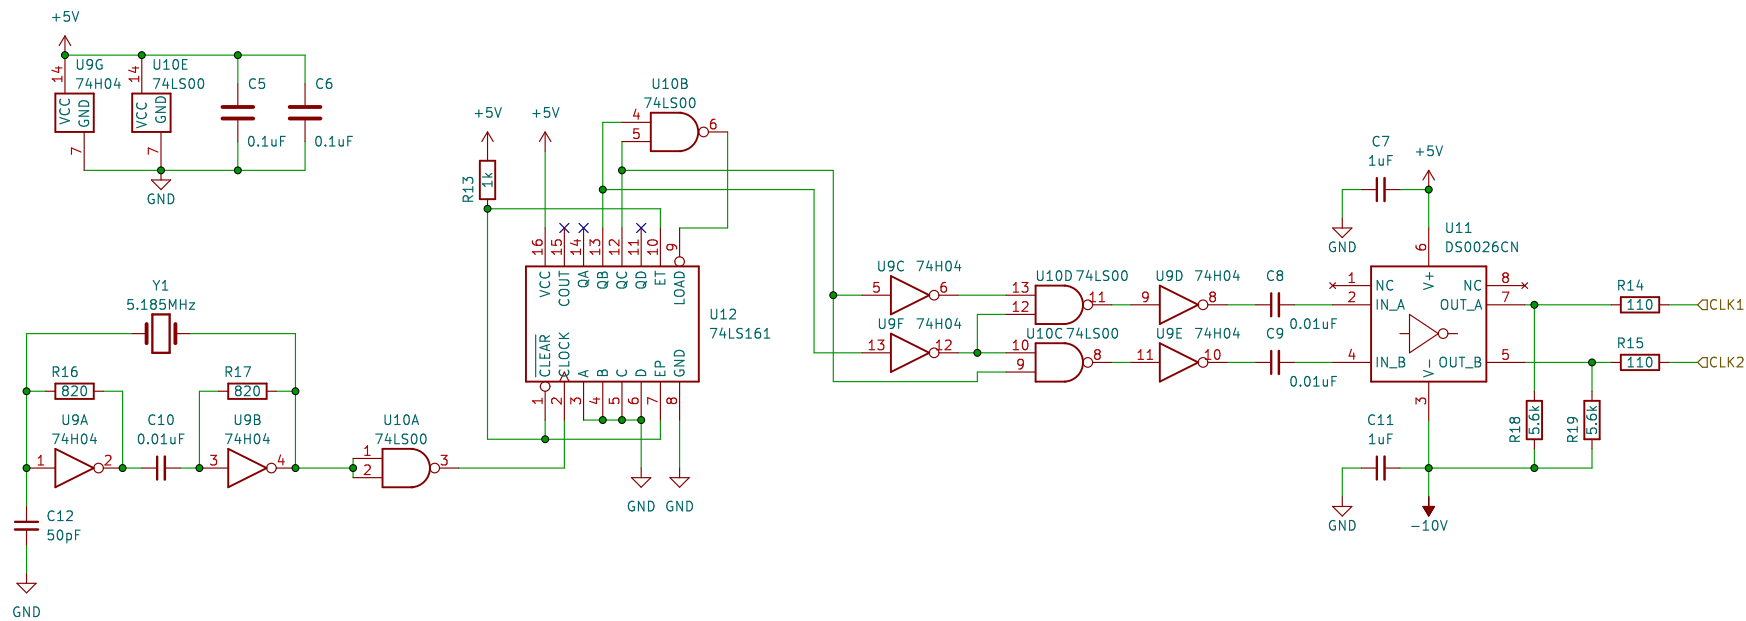 +5V
U9G
74H04
14
VCC
GND
7
U10E
74LS00
14
VCC
GND
7
C5
0.1uF
C6
0.1uF
GND
Y1
5.185MHz
R16
820
R17
820
U9A
74H04
1
2
C10
0.01uF
U9B
74H04
3
4
C12
50pF
GND
U10A
74LS00
1
2
3
+5V
R13
1k
+5V
U10B
74LS00
4
5
6
16
15
14
13
12
11
10
9
VCC
COUT
QA
QB
QC
QD
ET
LOAD
U12
74LS161
CLEAR
CLOCK
A
B
C
D
EP
GND
1
2
3
4
5
6
7
8
GND
GND
U9C 74H04
5
6
U9F 74H04
13
12
U10D 74LS00
13
12
11
U10C 74LS00
10
9
8
U9D 74H04
9
8
U9E 74H04
11
10
C8
0.01uF
C9
0.01uF
C7
1uF
+5V
GND
U11
DS0026CN
6
V+
1
NC
NC
8
2
IN_A
OUT_A
7
4
IN_B
OUT_B
5
V-
3
R14
110
CLK1
R15
110
CLK2
R18
5.6k
R19
5.6k
C11
1uF
GND
-10V